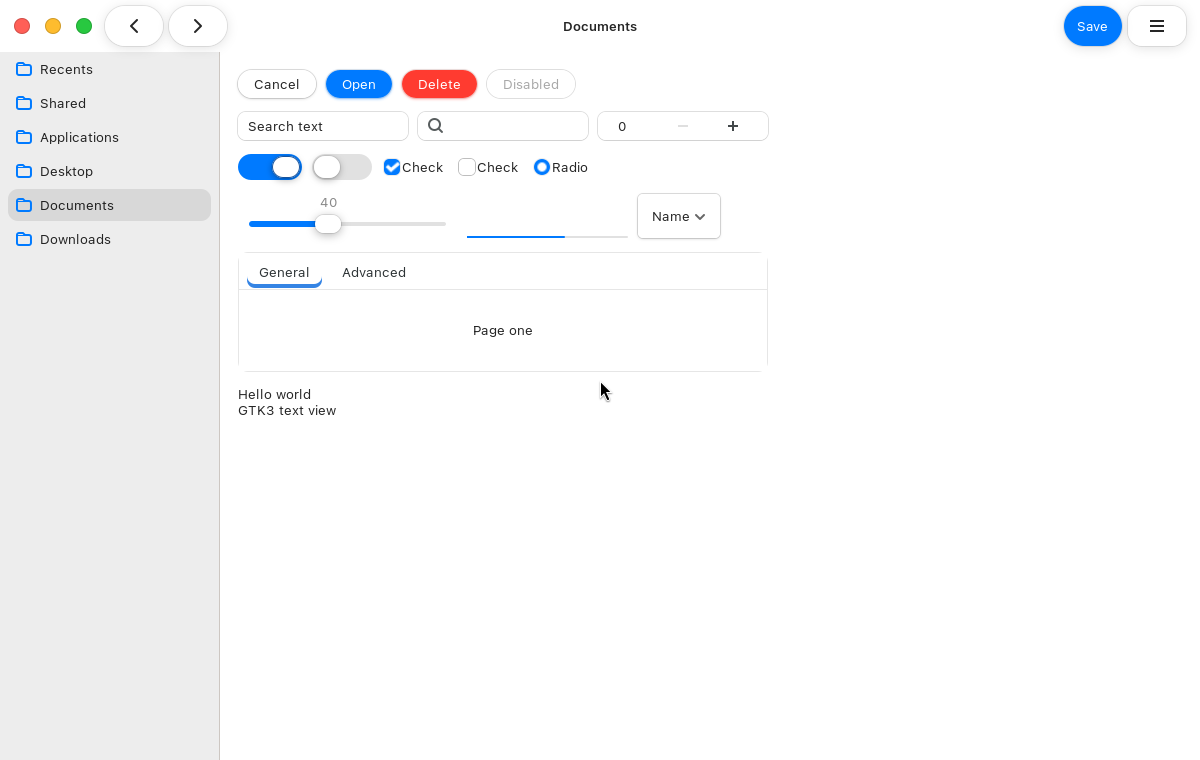 Documents
Save
Recents
Shared
Applications
Desktop
Documents
Downloads
Cancel Open Delete Disabled
Search text
0
Check Check Radio
40
Name
General Advanced
Page one
Hello world
GTK3 text view